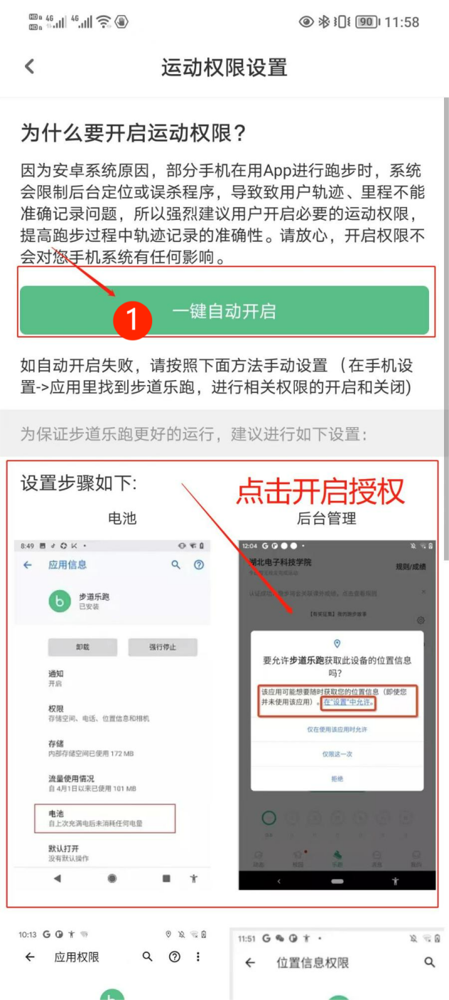 HD 4G 4G 90 11:58
HD
运动权限设置
为什么要开启运动权限？
因为安卓系统原因，部分手机在用App进行跑步时，系统
会限制后台定位或误杀程序，导致致用户轨迹、里程不能
准确记录问题，所以强烈建议用户开启必要的运动权限，
提高跑步过程中轨迹记录的准确性。请放心，开启权限不
会对您手机系统有任何影响。
1 一键自动开启
如自动开启失败，请按照下面方法手动设置 （在手机设
置->应用里找到步道乐跑，进行相关权限的开启和关闭)
为保证步道乐跑更好的运行，建议进行如下设置：
设置步骤如下:
点击开启授权
电池
后台管理
8:49
应用信息
步道乐跑
已安装
卸载 强行停止
通知
开启
权限
存储空间、电话、位置信息和相机
存储
内部存储空间已使用 172 MB
流量使用情况
自 4月1日以来已使用 101 MB
电池
自上次充满电后未消耗任何电量
默认打开
没有默认操作
12:04
湖北电子科技学院
规则/成绩
要允许步道乐跑获取此设备的位置信息
吗？
该应用可能想要随时获取您的位置信息（即使您
并未使用该应用）。在“设置”中允许。
仅在使用该应用时允许
仅限这一次
拒绝
10:13
应用权限
11:51
位置信息权限